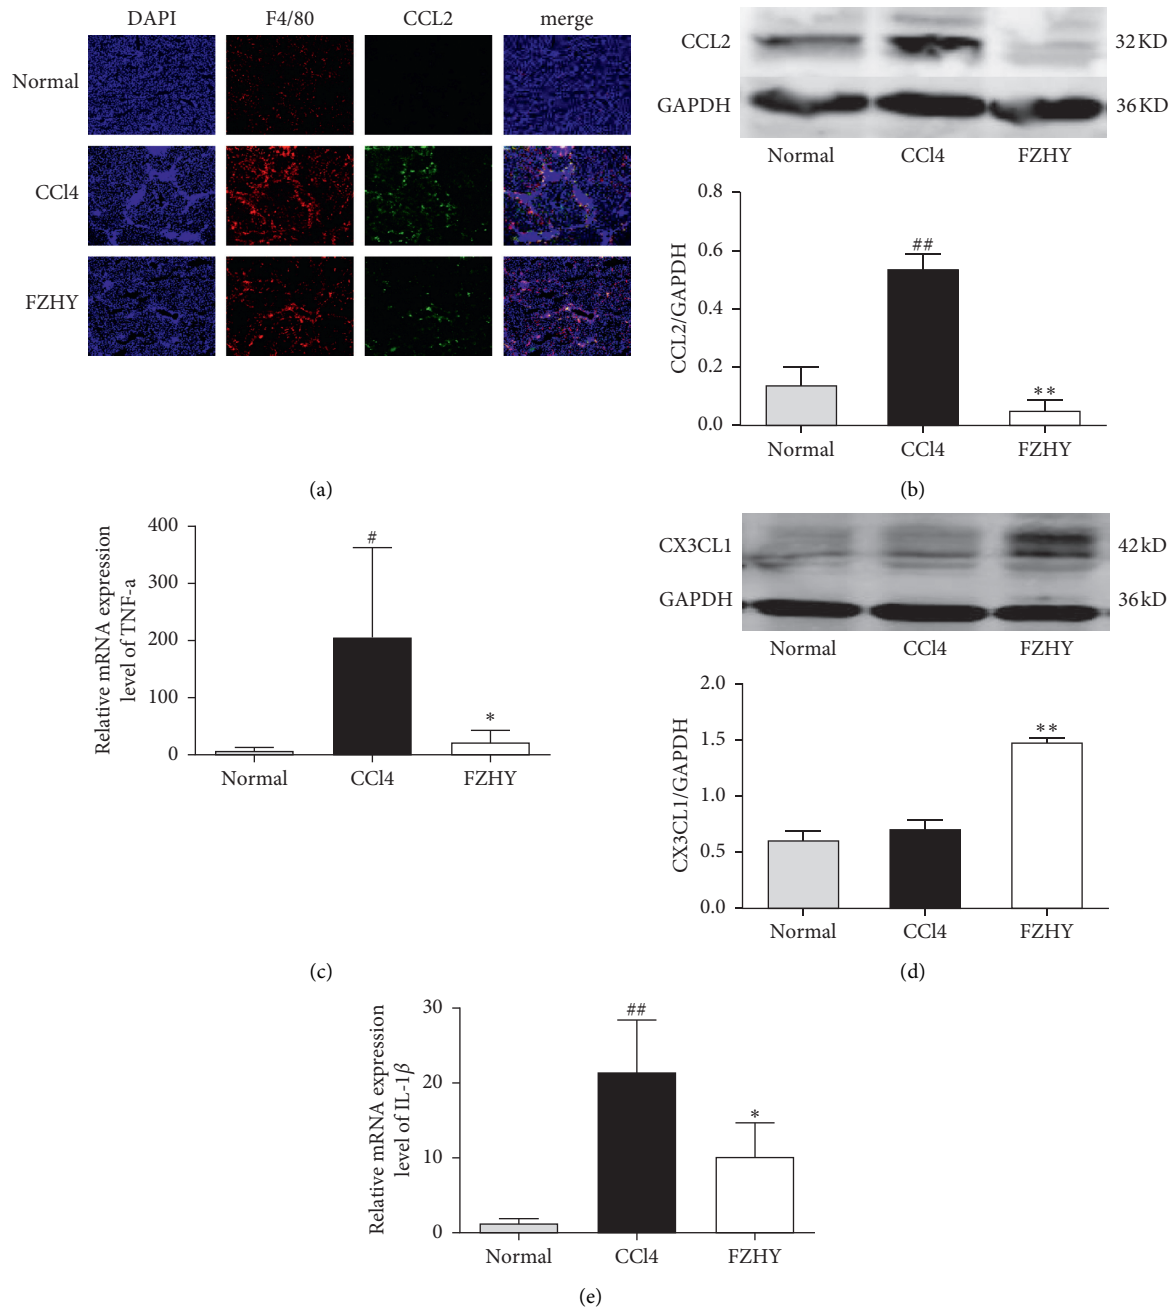 DAPI F4/80 CCL2 merge
Normal
CCl4
FZHY
(a)
CCL2 32 KD
GAPDH 36 KD
Normal CCl4 FZHY
0.8
0.6
0.4
0.2
0.0
CCL2/GAPDH
##
**
Normal CCl4 FZHY
(b)
Relative mRNA expression
level of TNF-a
400
300
200
100
0
#
*
Normal CCl4 FZHY
(c)
CX3CL1 42 kD
GAPDH 36 kD
Normal CCl4 FZHY
2.0
1.5
1.0
0.5
0.0
CX3CL1/GAPDH
**
Normal CCl4 FZHY
(d)
Relative mRNA expression
level of IL-1β
30
20
10
0
##
*
Normal CCl4 FZHY
(e)